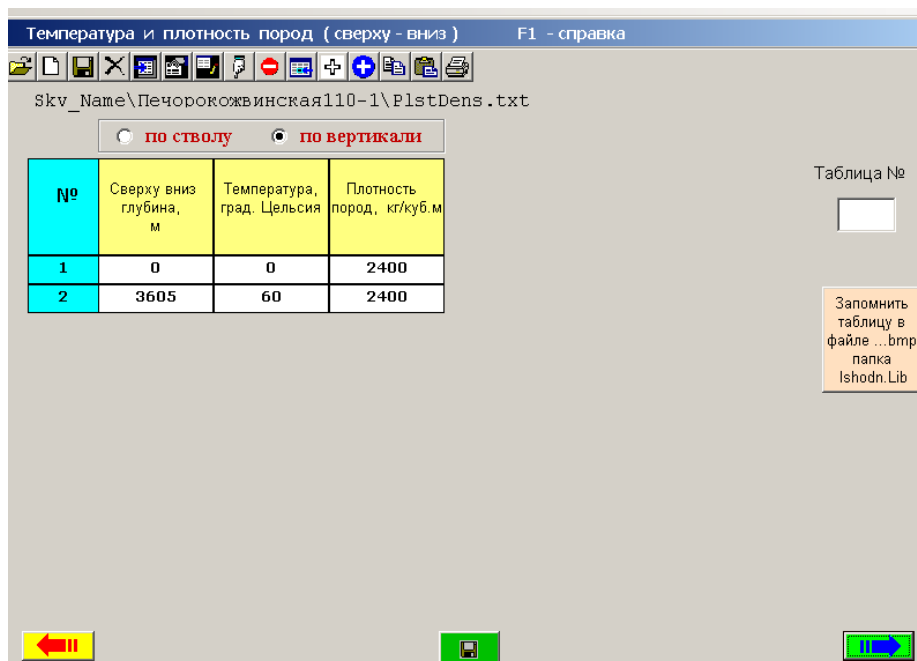 Температура и плотность пород ( сверху - вниз ) F1 - справка
Skv_Name\Печорокожвинская110-1\PlstDens.txt
по стволу по вертикали
Таблица №
№
Сверху вниз
глубина,
м
Температура,
град. Цельсия
Плотность
пород, кг/куб.м
1 0 0 2400
2 3605 60 2400
Запомнить
таблицу в
файле ...bmp
папка
Ishodn.Lib